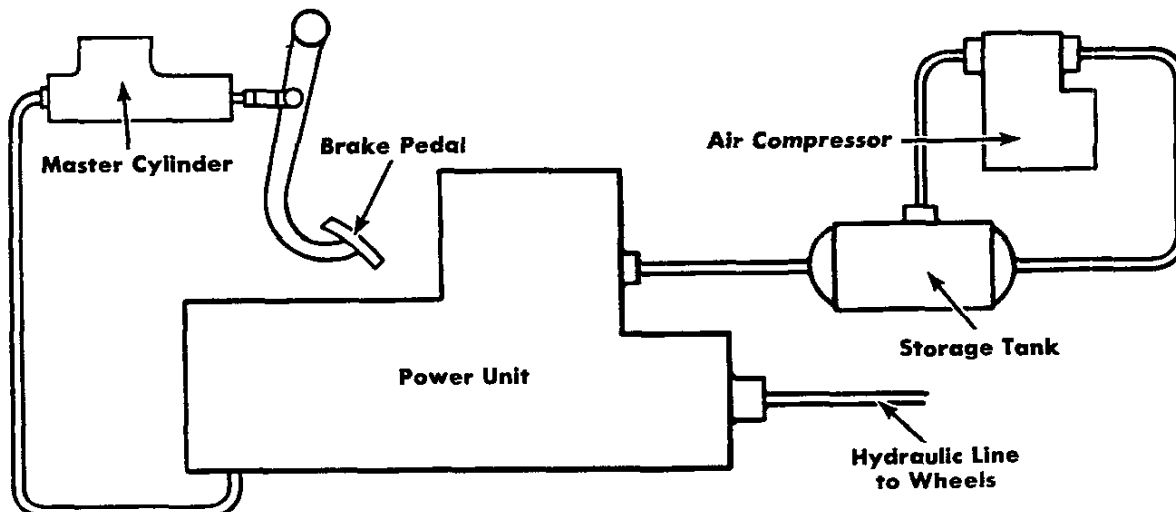 Master Cylinder
Brake Pedal
Air Compressor
Storage Tank
Power Unit
Hydraulic Line
to Wheels